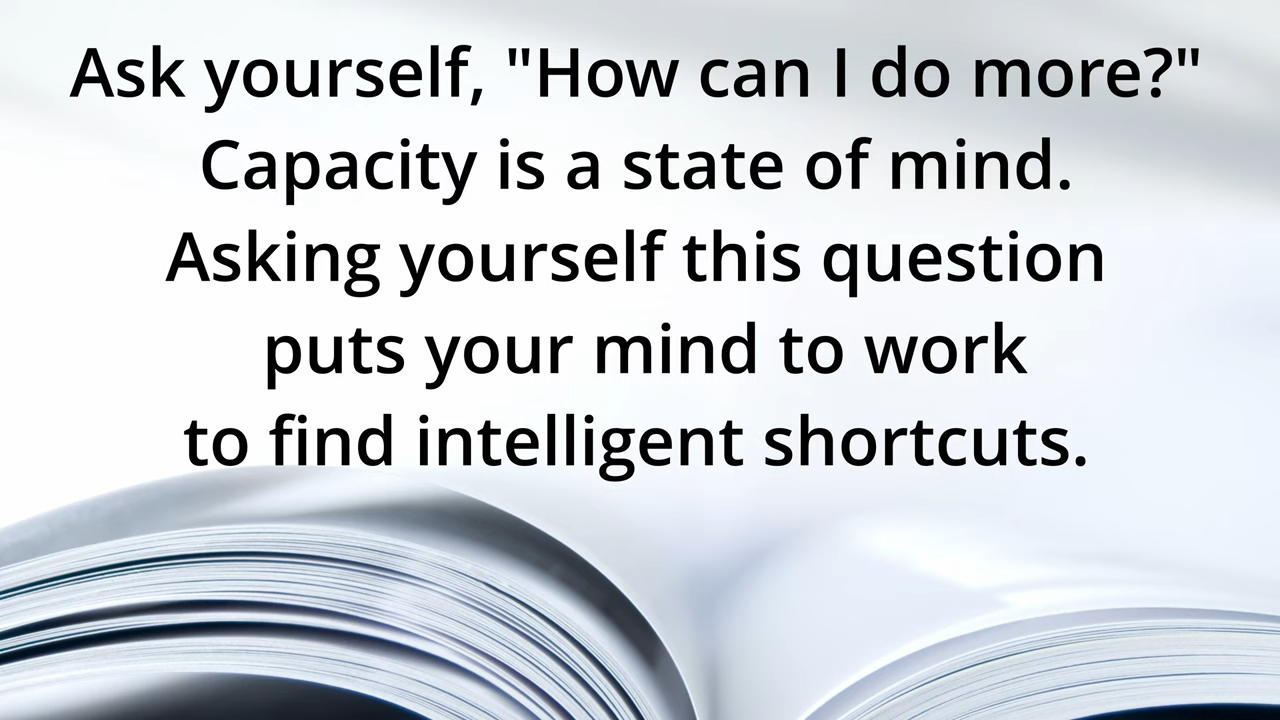 Ask yourself, "How can I do more?"
Capacity is a state of mind.
Asking yourself this question
puts your mind to work
to find intelligent shortcuts.